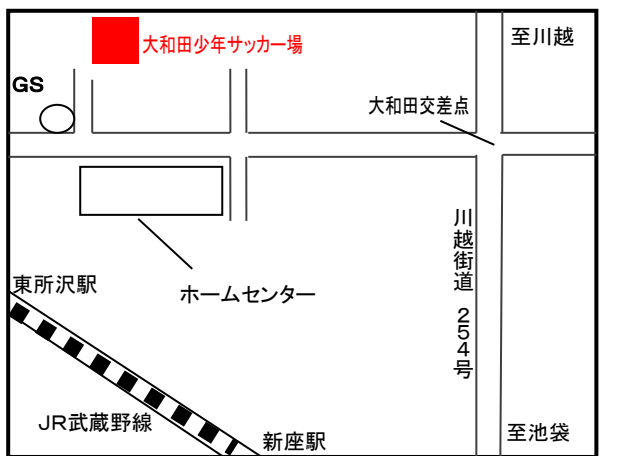 大和田少年サッカー場
至川越
GS
大和田交差点
川越街道 254号
東所沢駅
ホームセンター
JR武蔵野線
新座駅
至池袋